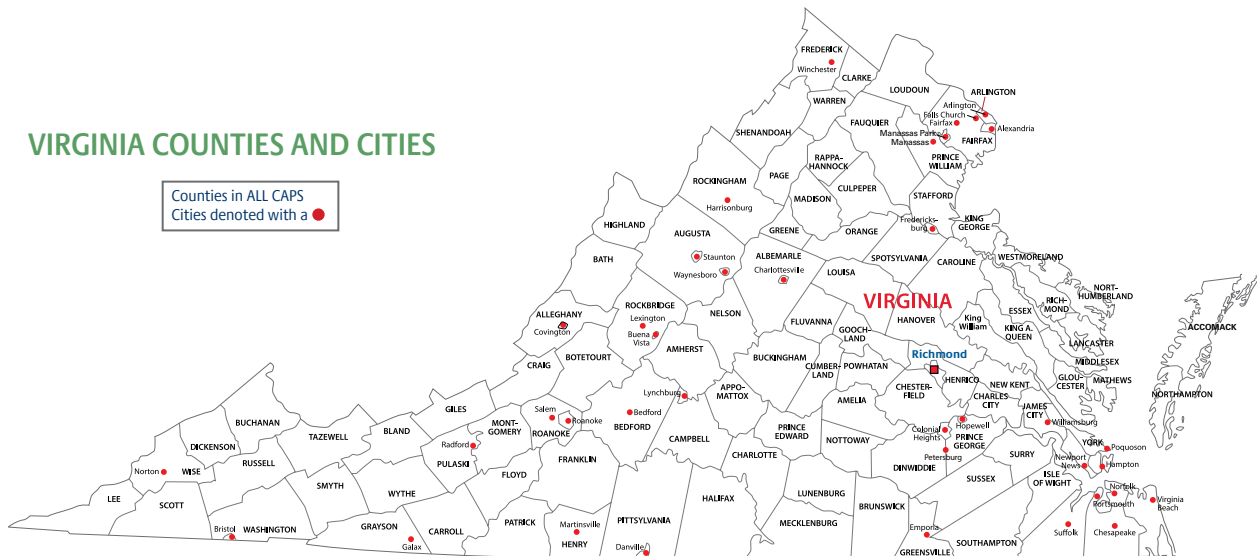 VIRGINIA COUNTIES AND CITIES
Counties in ALL CAPS
Cities denoted with a
FREDERICK
Winchester
CLARKE
LOUDOUN
ARLINGTON
WARREN
Arlington
Falls Church
FAUQUIER
Fairfax
Alexandria
SHENANDOAH
Manassas Park
Manassas
FAIRFAX
RAPPA-
HANNOCK
PRINCE
WILLIAM
PAGE
ROCKINGHAM
CULPEPER
Harrisonburg
MADISON
STAFFORD
HIGHLAND
Fredericks-
burg
KING
GEORGE
AUGUSTA
GREENE
ORANGE
BATH
Staunton
ALBEMARLE
SPOTSYLVANIA
CAROLINE
WESTMORELAND
Waynesboro
Charlottesville
LOUISA
NORT-
HUMBERLAND
VIRGINIA
RICH-
MOND
ROCKBRIDGE
ESSEX
ALLEGHANY
Lexington
NELSON
FLUVANNA
HANOVER
King
William
KING A.
QUEEN
ACCOMACK
Covington
Buena
Vista
GOOCH-
LAND
LANCASTER
AMHERST
BOTETOURT
BUCKINGHAM
Richmond
MIDDLESEX
CRAIG
CUMBER-
LAND
POWHATAN
HENRICO
GLOU-
CESTER
MATHEWS
CHESTER-
FIELD
NEW KENT
NORTHAMPTON
Lynchburg
APPO-
MATTOX
CHARLES
CITY
GILES
AMELIA
JAMES
CITY
Salem
Bedford
Roanoke
BEDFORD
Hopewell
Williamsburg
BUCHANAN
BLAND
MONT-
GOMERY
ROANOKE
PRINCE
EDWARD
Colonial
Heights
TAZEWELL
CAMPBELL
NOTTOWAY
PRINCE
GEORGE
YORK
DICKENSON
Radford
Poquoson
RUSSELL
PULASKI
CHARLOTTE
Petersburg
SURRY
FRANKLIN
Newport
News
Hampton
Norton
WISE
DINWIDDIE
FLOYD
ISLE
OF WIGHT
SMYTH
SUSSEX
WYTHE
LEE
SCOTT
HALIFAX
LUNENBURG
Norfolk
BRUNSWICK
Portsmouth
Virginia
Beach
PATRICK
PITTSYLVANIA
MECKLENBURG
Bristol
WASHINGTON
GRAYSON
CARROLL
Martinsville
Emporia
Suffolk
Chesapeake
Galax
HENRY
Danville
SOUTHAMPTON
GREENSVILLE